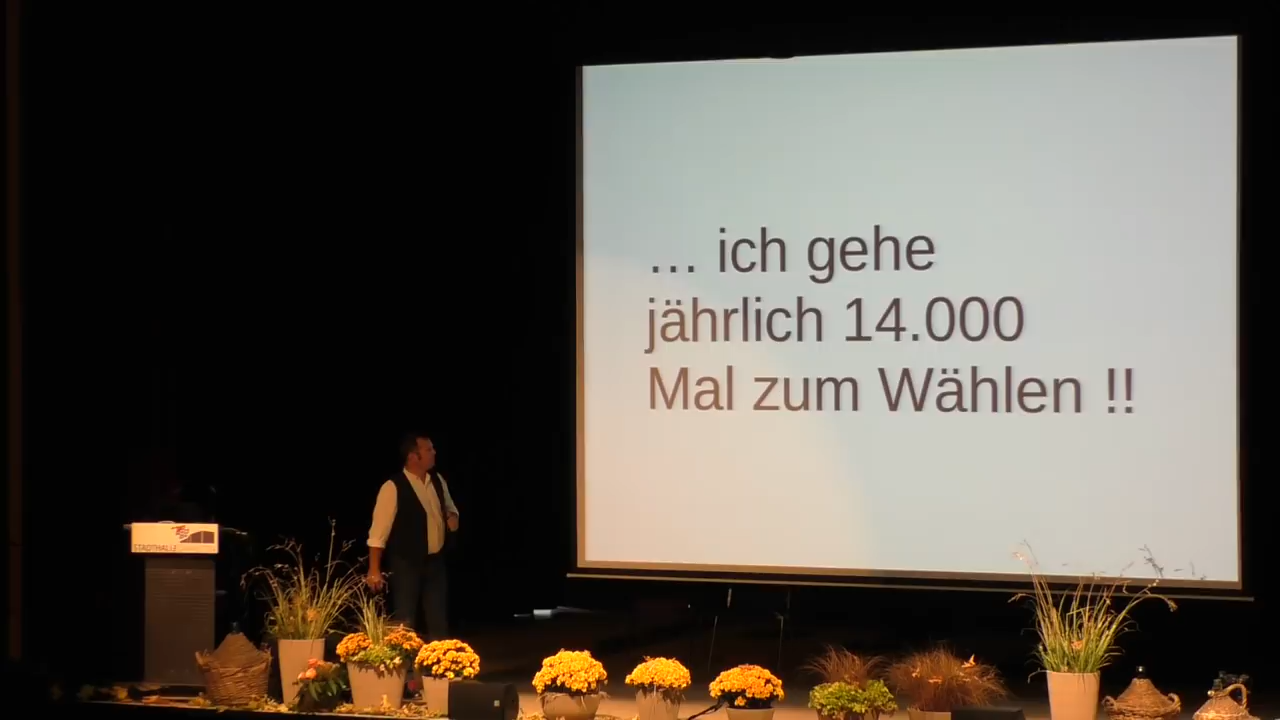 ... ich gehe
jährlich 14.000
Mal zum Wählen !!
STADTHALLE